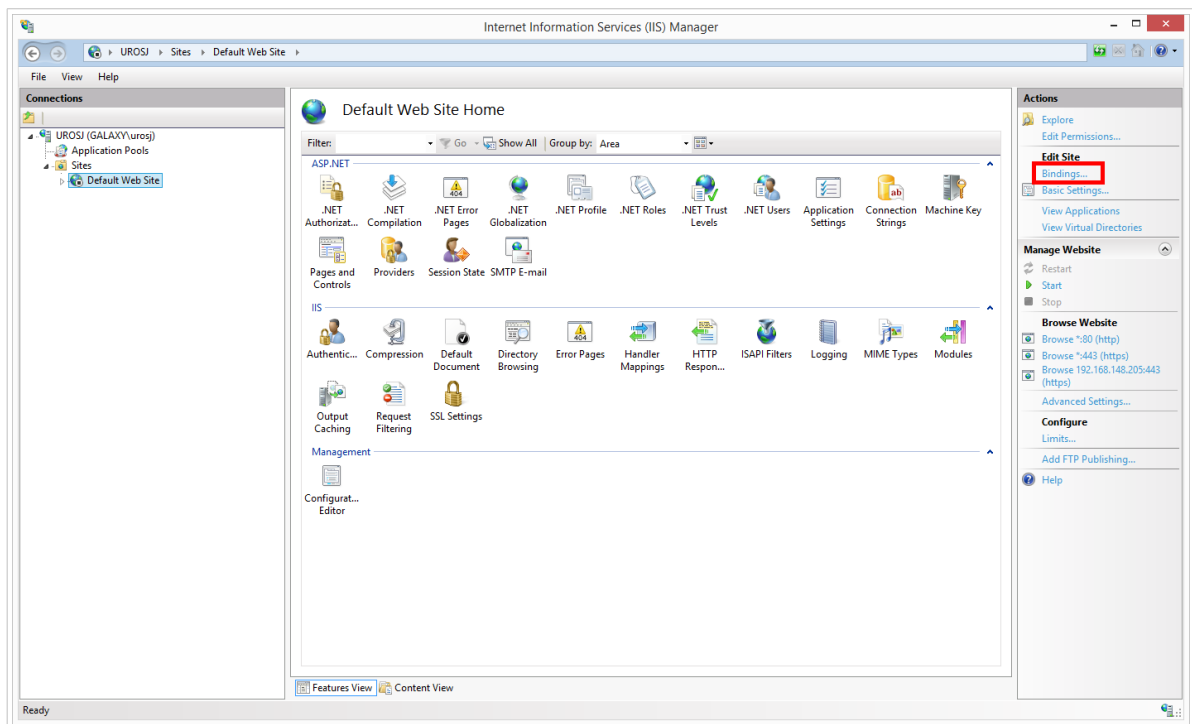 Internet Information Services (IIS) Manager
UROSJ Sites Default Web Site
File View Help
Connections
UROSJ (GALAXY\urosj)
Application Pools
Sites
Default Web Site
Default Web Site Home
Filter: Go Show All Group by: Area
ASP.NET
.NET Authorizat...
.NET Compilation
.NET Error Pages
.NET Globalization
.NET Profile
.NET Roles
.NET Trust Levels
.NET Users
Application Settings
Connection Strings
Machine Key
Pages and Controls
Providers
Session State
SMTP E-mail
IIS
Authentic...
Compression
Default Document
Directory Browsing
Error Pages
Handler Mappings
HTTP Respon...
ISAPI Filters
Logging
MIME Types
Modules
Output Caching
Request Filtering
SSL Settings
Management
Configurat... Editor
Features View Content View
Actions
Explore
Edit Permissions...
Edit Site
Bindings...
Basic Settings...
View Applications
View Virtual Directories
Manage Website
Restart
Start
Stop
Browse Website
Browse *:80 (http)
Browse *:443 (https)
Browse 192.168.148.205:443
(https)
Advanced Settings...
Configure
Limits...
Add FTP Publishing...
Help
Ready